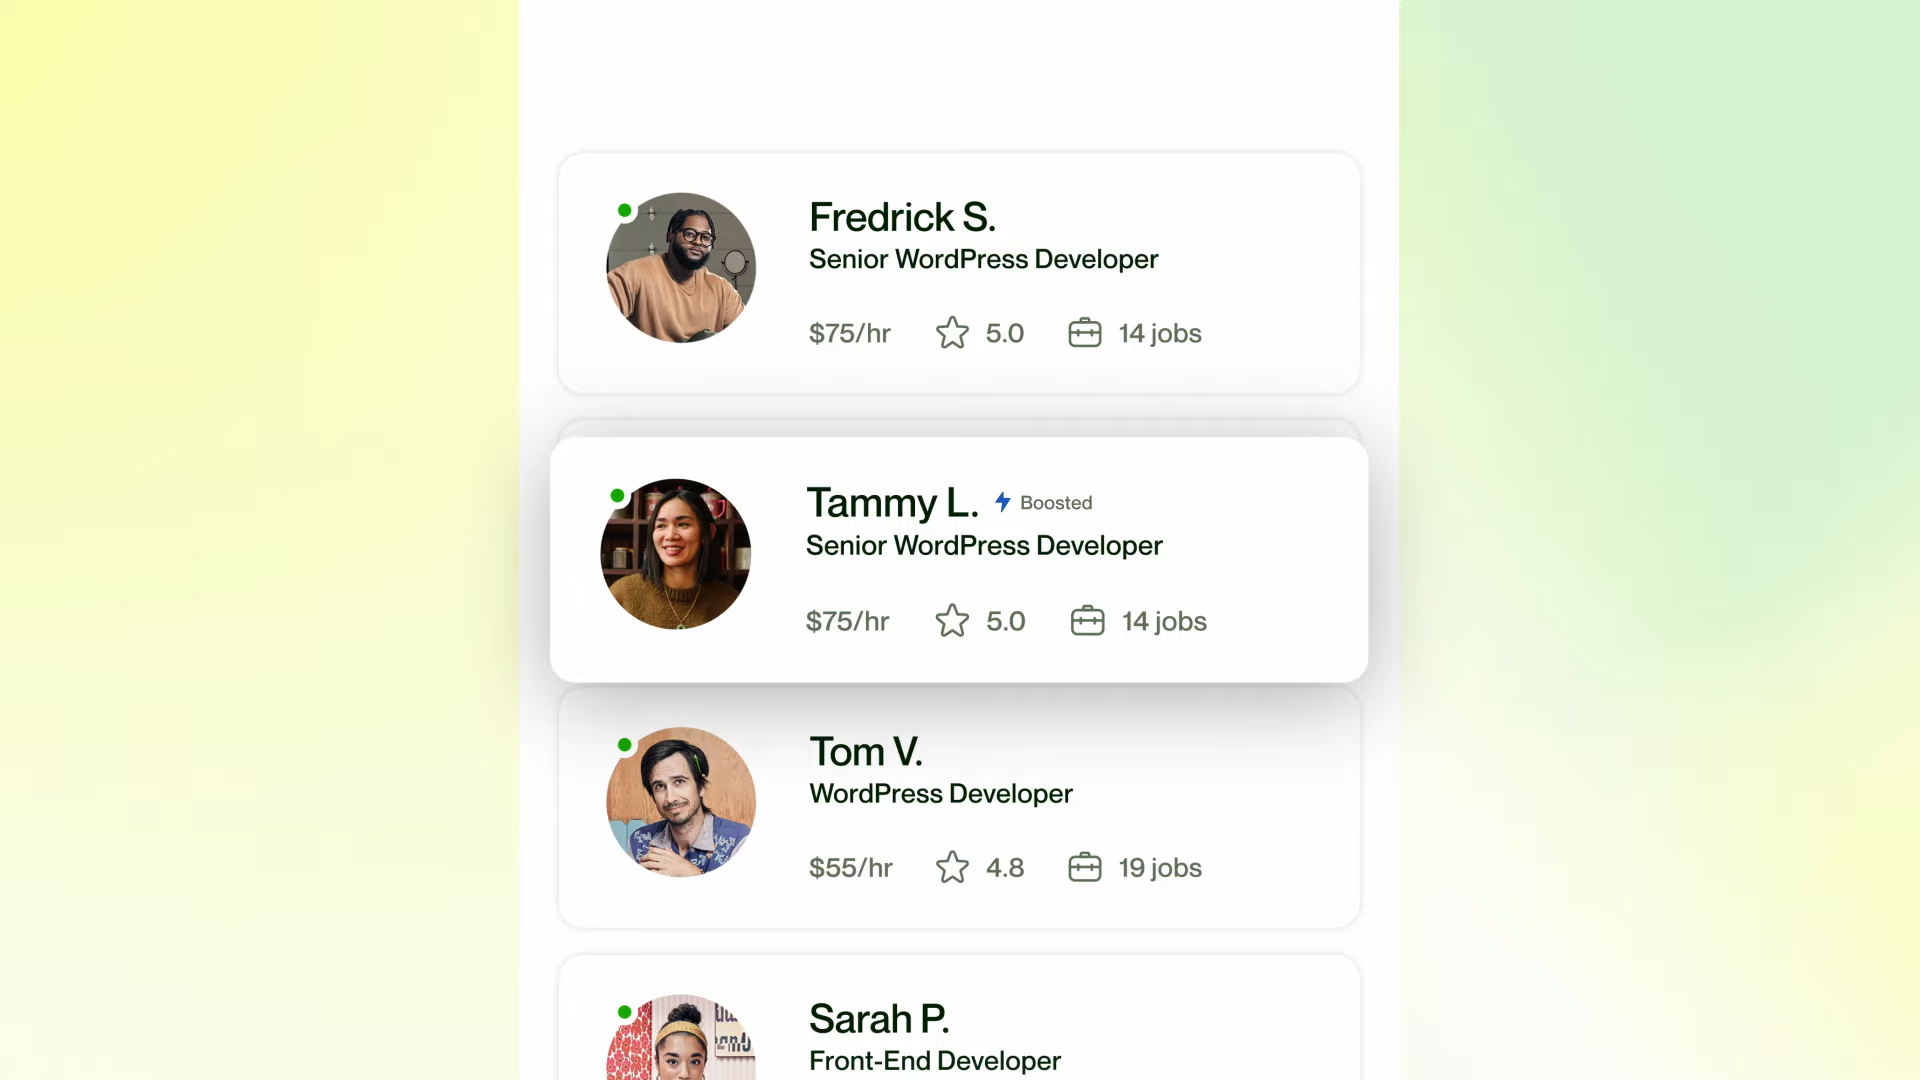 Fredrick S.
Senior WordPress Developer
$75/hr 5.0 14 jobs
Tammy L. Boosted
Senior WordPress Developer
$75/hr 5.0 14 jobs
Tom V.
WordPress Developer
$55/hr 4.8 19 jobs
Sarah P.
Front-End Developer